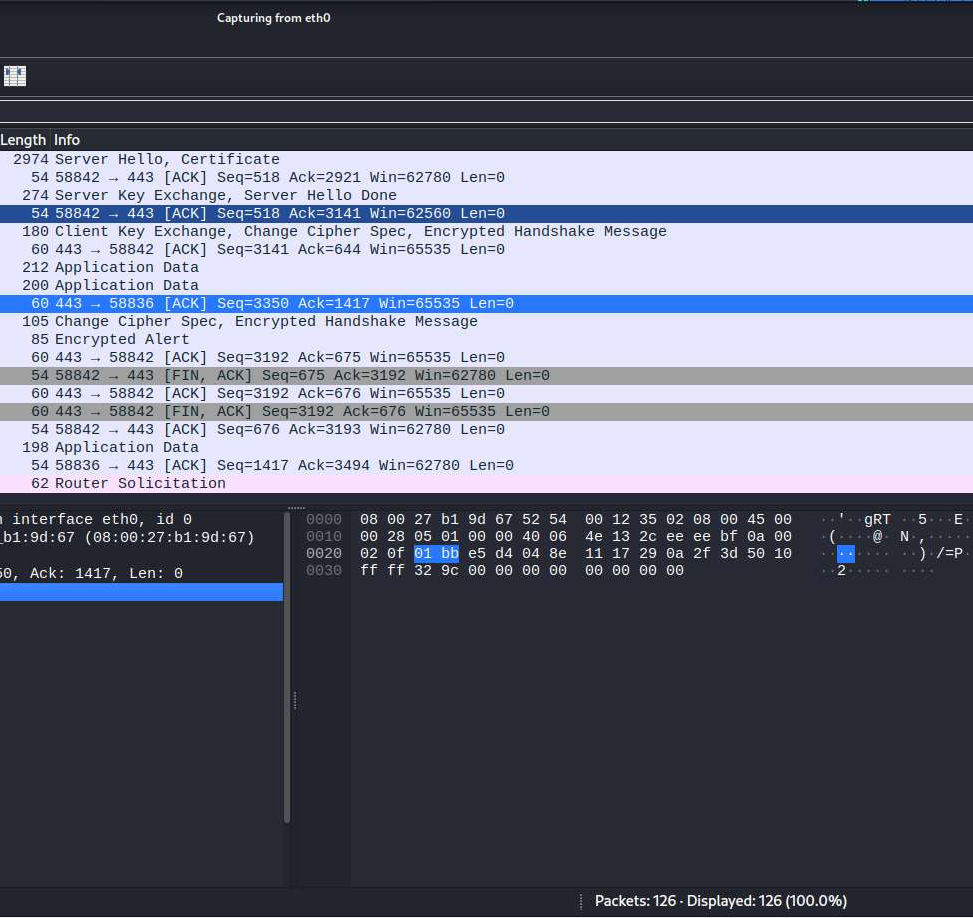 Capturing from eth0
Length Info
2974 Server Hello, Certificate
54 58842 → 443 [ACK] Seq=518 Ack=2921 Win=62780 Len=0
274 Server Key Exchange, Server Hello Done
54 58842 → 443 [ACK] Seq=518 Ack=3141 Win=62560 Len=0
180 Client Key Exchange, Change Cipher Spec, Encrypted Handshake Message
60 443 → 58842 [ACK] Seq=3141 Ack=644 Win=65535 Len=0
212 Application Data
200 Application Data
60 443 → 58836 [ACK] Seq=3350 Ack=1417 Win=65535 Len=0
105 Change Cipher Spec, Encrypted Handshake Message
85 Encrypted Alert
60 443 → 58842 [ACK] Seq=3192 Ack=675 Win=65535 Len=0
54 58842 → 443 [FIN, ACK] Seq=675 Ack=3192 Win=62780 Len=0
60 443 → 58842 [ACK] Seq=3192 Ack=676 Win=65535 Len=0
60 443 → 58842 [FIN, ACK] Seq=3192 Ack=676 Win=65535 Len=0
54 58842 → 443 [ACK] Seq=676 Ack=3193 Win=62780 Len=0
198 Application Data
54 58836 → 443 [ACK] Seq=1417 Ack=3494 Win=62780 Len=0
62 Router Solicitation
interface eth0, id 0
_b1:9d:67 (08:00:27:b1:9d:67)
50, Ack: 1417, Len: 0
0000 08 00 27 b1 9d 67 52 54 00 12 35 02 08 00 45 00 ··'··gRT ··5···E·
0010 00 28 05 01 00 00 40 06 4e 13 2c ee ee bf 0a 00 ·(····@· N·,·····
0020 02 0f 01 bb e5 d4 04 8e 11 17 29 0a 2f 3d 50 10 ········ ··)·/=P·
0030 ff ff 32 9c 00 00 00 00 00 00 00 00 ··2····· ····
Packets: 126 · Displayed: 126 (100.0%)